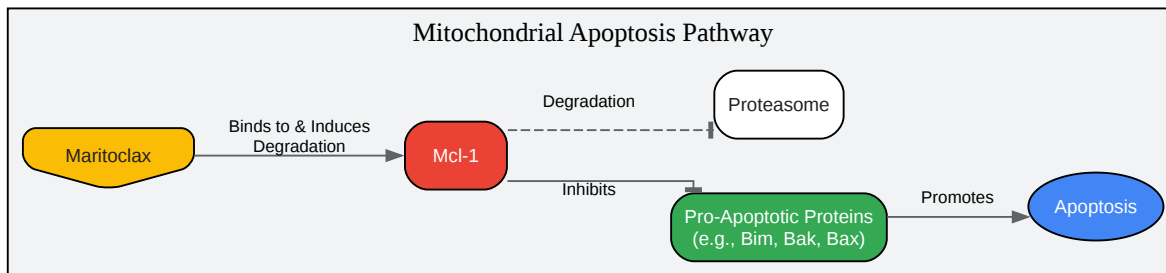 Mitochondrial Apoptosis Pathway
Maritoclax
Binds to & Induces
Degradation
Mcl-1
Degradation
Proteasome
Inhibits
Pro-Apoptotic Proteins
(e.g., Bim, Bak, Bax)
Promotes
Apoptosis